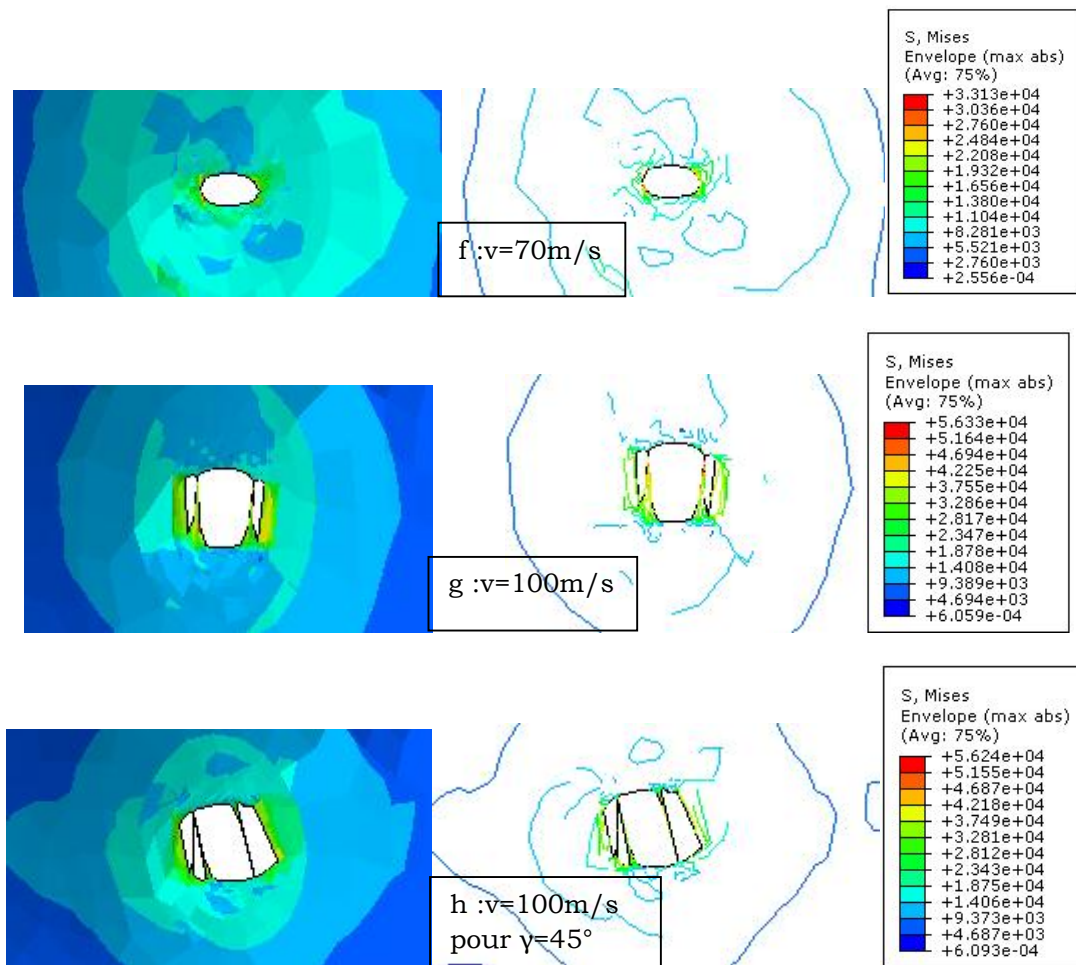 S, Mises
Envelope (max abs)
(Avg: 75%)
+3.313e+04
+3.036e+04
+2.760e+04
+2.484e+04
+2.208e+04
+1.932e+04
+1.656e+04
+1.380e+04
+1.104e+04
+8.281e+03
+5.521e+03
+2.760e+03
+2.556e-04
f :v=70m/s
S, Mises
Envelope (max abs)
(Avg: 75%)
+5.633e+04
+5.164e+04
+4.694e+04
+4.225e+04
+3.755e+04
+3.286e+04
+2.817e+04
+2.347e+04
+1.878e+04
+1.408e+04
+9.389e+03
+4.694e+03
+6.059e-04
g :v=100m/s
S, Mises
Envelope (max abs)
(Avg: 75%)
+5.624e+04
+5.155e+04
+4.687e+04
+4.218e+04
+3.749e+04
+3.281e+04
+2.812e+04
+2.343e+04
+1.875e+04
+1.406e+04
+9.373e+03
+4.687e+03
+6.093e-04
h :v=100m/s
pour γ=45°